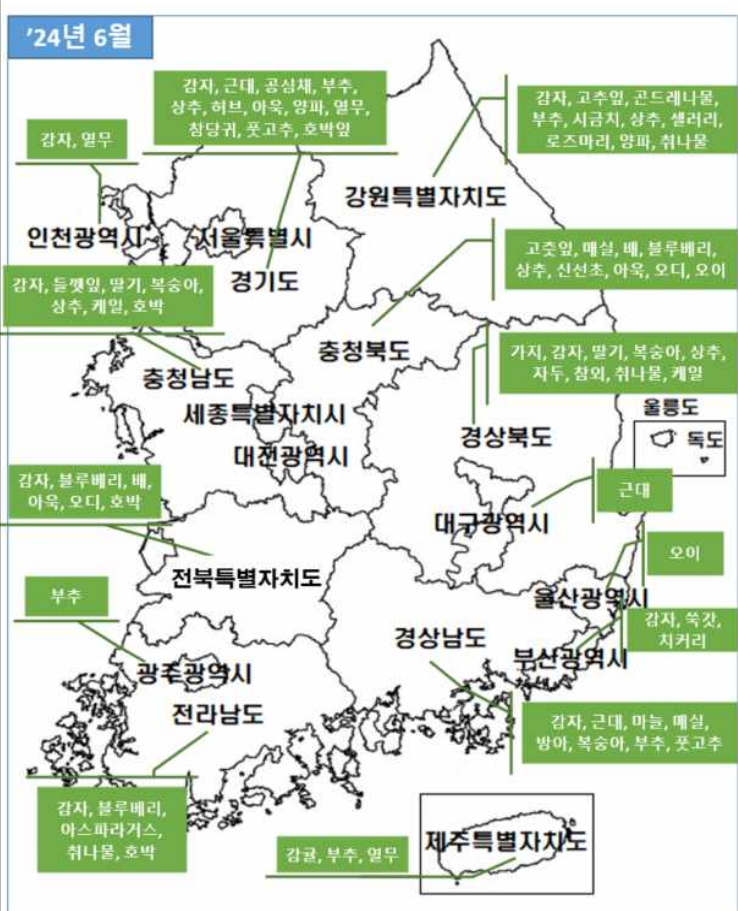 '24년 6월
감자, 근대, 공심채, 부추,
상추, 허브, 아욱, 양파, 열무,
참당귀, 풋고추, 호박잎
감자, 고추잎, 곤드레나물,
부추, 시금치, 상추, 샐러리,
로즈마리, 양파, 취나물
감자, 열무
강원특별자치도
인천광역시
서울특별시
경기도
고춧잎, 매실, 배, 블루베리,
상추, 신선초, 아욱, 오디, 오이
감자, 들깻잎, 딸기, 복숭아,
상추, 케일, 호박
충청북도
충청남도
가지, 감자, 딸기, 복숭아, 상추,
자두, 참외, 취나물, 케일
세종특별자치시
울릉도
독도
경상북도
대전광역시
감자, 블루베리, 배,
아욱, 오디, 호박
근대
대구광역시
오이
전북특별자치도
부추
울산광역시
감자, 쑥갓,
치커리
경상남도
부산광역시
광주광역시
전라남도
감자, 근대, 마늘, 매실,
방아, 복숭아, 부추, 풋고추
감자, 블루베리,
아스파라거스,
취나물, 호박
제주특별자치도
감귤, 부추, 열무